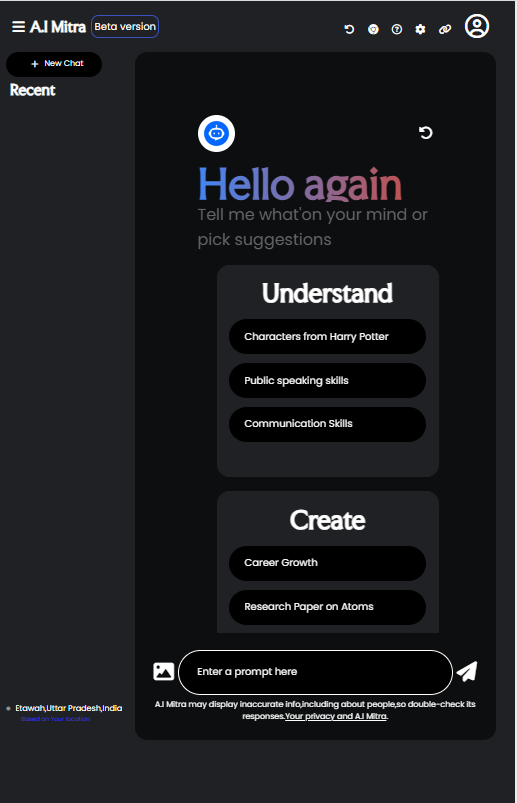 A.I Mitra Beta version
+ New Chat
Recent
Hello again
Tell me what'on your mind or
pick suggestions
Understand
Characters from Harry Potter
Public speaking skills
Communication Skills
Create
Career Growth
Research Paper on Atoms
Enter a prompt here
A.I Mitra may display inaccurate info,including about people,so double-check its
responses.Your privacy and A.I Mitra.
Etawah,Uttar Pradesh,India
Based on Your location